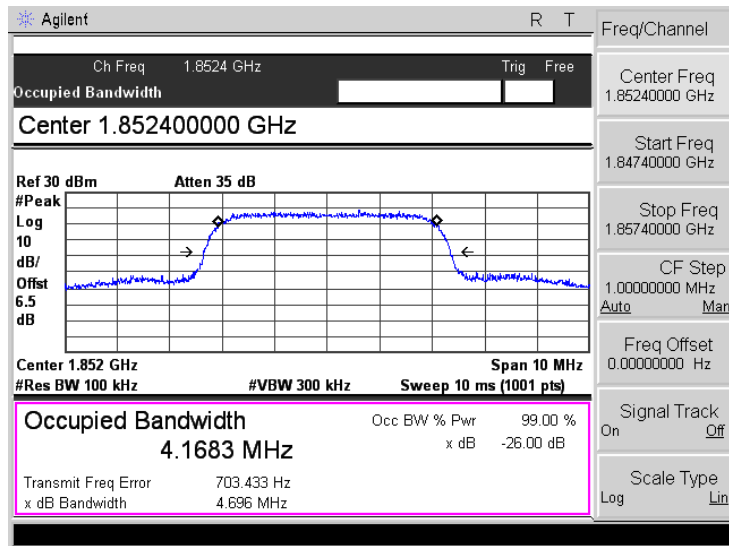 Agilent R T
Ch Freq 1.8524 GHz Trig Free
Occupied Bandwidth
Center 1.852400000 GHz
Ref 30 dBm Atten 35 dB
#Peak
Log
10
dB/
Offst
6.5
dB
Center 1.852 GHz Span 10 MHz
#Res BW 100 kHz #VBW 300 kHz Sweep 10 ms (1001 pts)
Occupied Bandwidth Occ BW % Pwr 99.00 %
4.1683 MHz x dB -26.00 dB
Transmit Freq Error 703.433 Hz
x dB Bandwidth 4.696 MHz
Freq/Channel
Center Freq
1.85240000 GHz
Start Freq
1.84740000 GHz
Stop Freq
1.85740000 GHz
CF Step
1.00000000 MHz
Auto Man
Freq Offset
0.00000000 Hz
Signal Track
On Off
Scale Type
Log Lin